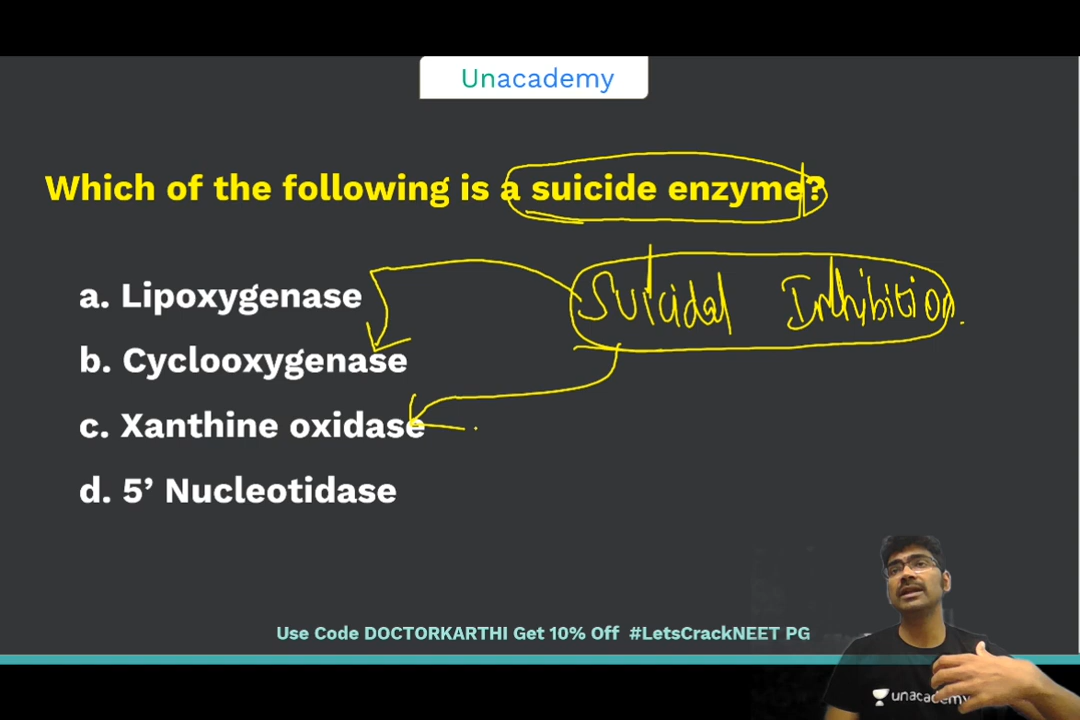 Unacademy
Which of the following is a suicide enzyme?
a. Lipoxygenase
Suicidal Inhibition.
b. Cyclooxygenase
c. Xanthine oxidase
d. 5’ Nucleotidase
Use Code DOCTORKARTHI Get 10% Off #LetsCrackNEET PG
unacademy